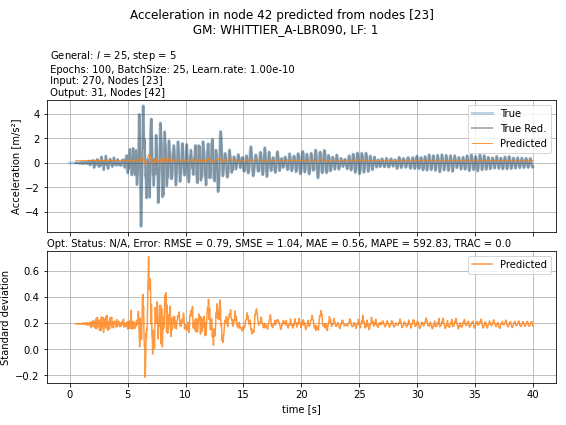 Acceleration in node 42 predicted from nodes [23]
GM: WHITTIER_A-LBR090, LF: 1
General: l = 25, step = 5
Epochs: 100, BatchSize: 25, Learn.rate: 1.00e-10
Input: 270, Nodes [23]
Output: 31, Nodes [42]
Acceleration [m/s²]
4
2
0
−2
−4
True
True Red.
Predicted
Opt. Status: N/A, Error: RMSE = 0.79, SMSE = 1.04, MAE = 0.56, MAPE = 592.83, TRAC = 0.0
Standard deviation
0.6
0.4
0.2
0.0
−0.2
Predicted
0 5 10 15 20 25 30 35 40
time [s]